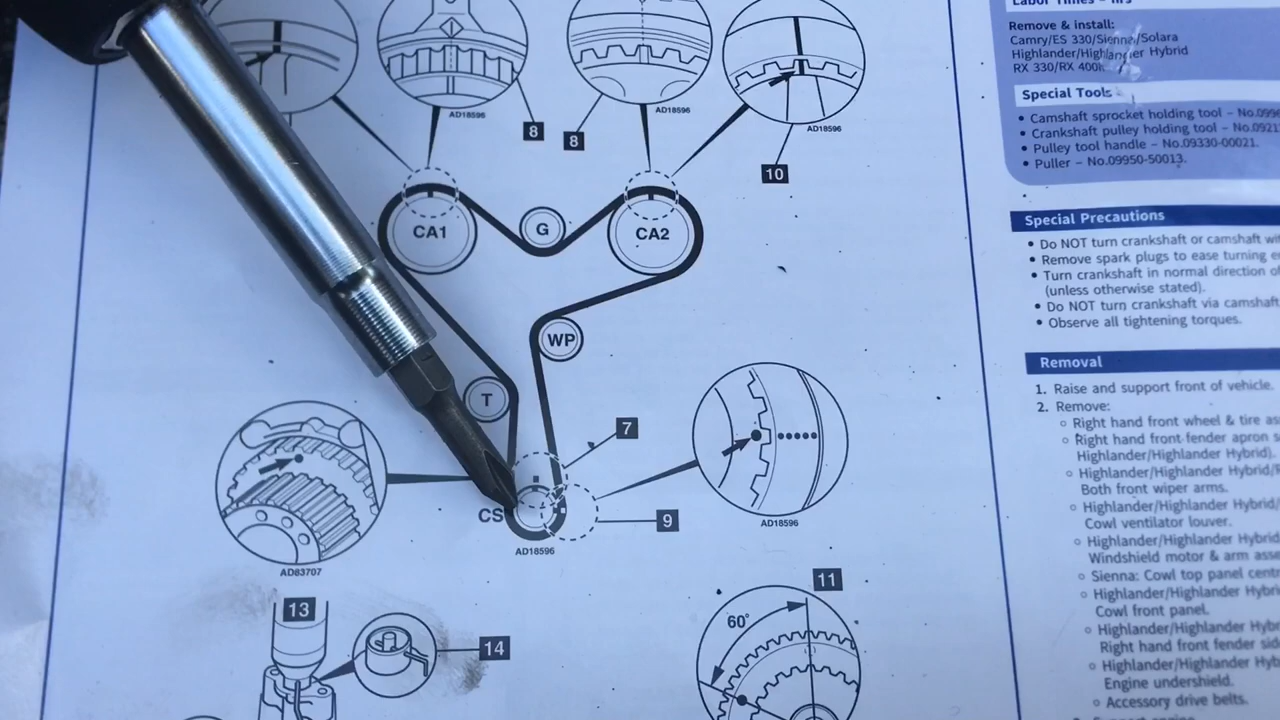 AD18596
8
8
AD18596
AD18596
10
CA1
G
CA2
WP
T
7
CS
9
AD18596
AD18596
AD83707
13
14
11
60°
Labor Times – hrs
Remove & install:
Camry/ES 330/Sienna/Solara
Highlander/Highlander Hybrid
RX 330/RX 400h
Special Tools
• Camshaft sprocket holding tool – No.099
• Crankshaft pulley holding tool – No.0921
• Pulley tool handle – No.09330-00021.
• Puller – No.09950-50013.
Special Precautions
• Do NOT turn crankshaft or camshaft
• Remove spark plugs to ease turning
• Turn crankshaft in normal direction
(unless otherwise stated).
• Do NOT turn crankshaft via camshaft
• Observe all tightening torques.
Removal
1. Raise and support front of vehicle.
2. Remove:
Right hand front wheel & tire
Right hand front fender apron
Highlander/Highlander Hybrid).
Highlander/Highlander Hybrid/
Both front wiper arms.
Highlander/Highlander Hybrid/
Cowl ventilator louver.
Highlander/Highlander Hybrid
Windshield motor & arm
Sienna: Cowl top panel
Highlander/Highlander
Cowl front panel.
Highlander/Highlander
Right hand front fender
Highlander/Highlander
Engine undershield.
Accessory drive belts.